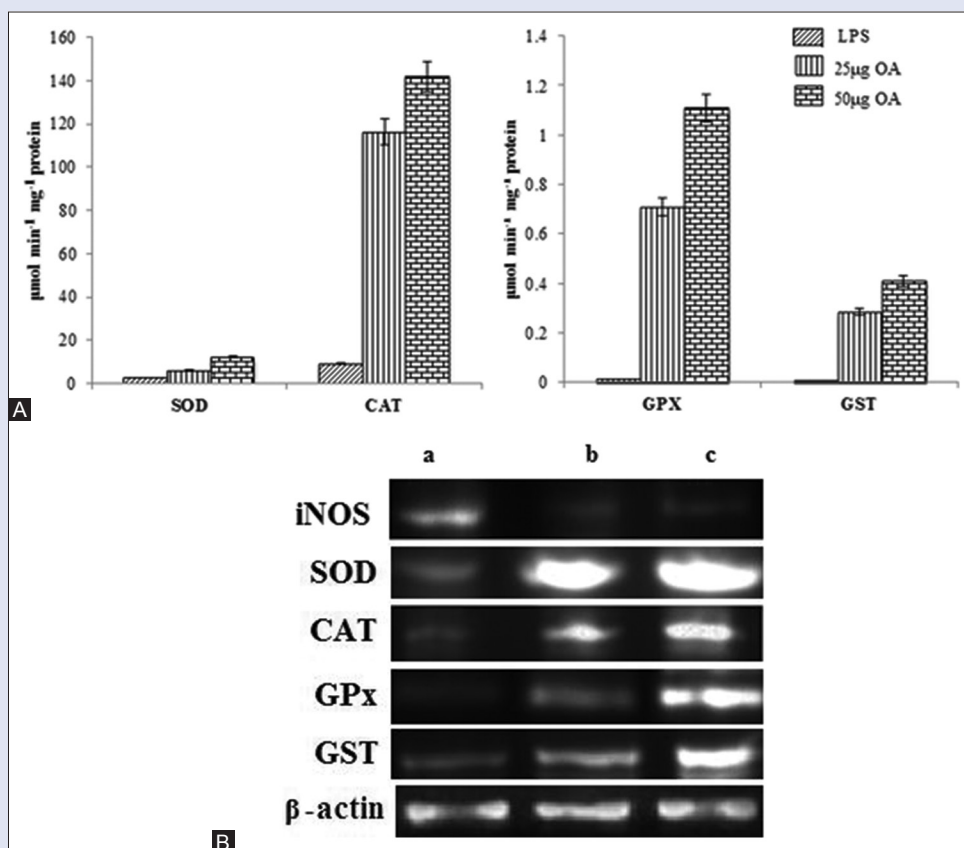 160
140
120
100
80
60
40
20
0
µmol min⁻¹ mg⁻¹ protein
SOD
CAT
1.4
1.2
1
0.8
0.6
0.4
0.2
0
µmol min⁻¹ mg⁻¹ protein
GPX
GST
LPS
25µg OA
50µg OA
A
a b c
iNOS
SOD
CAT
GPx
GST
β-actin
B